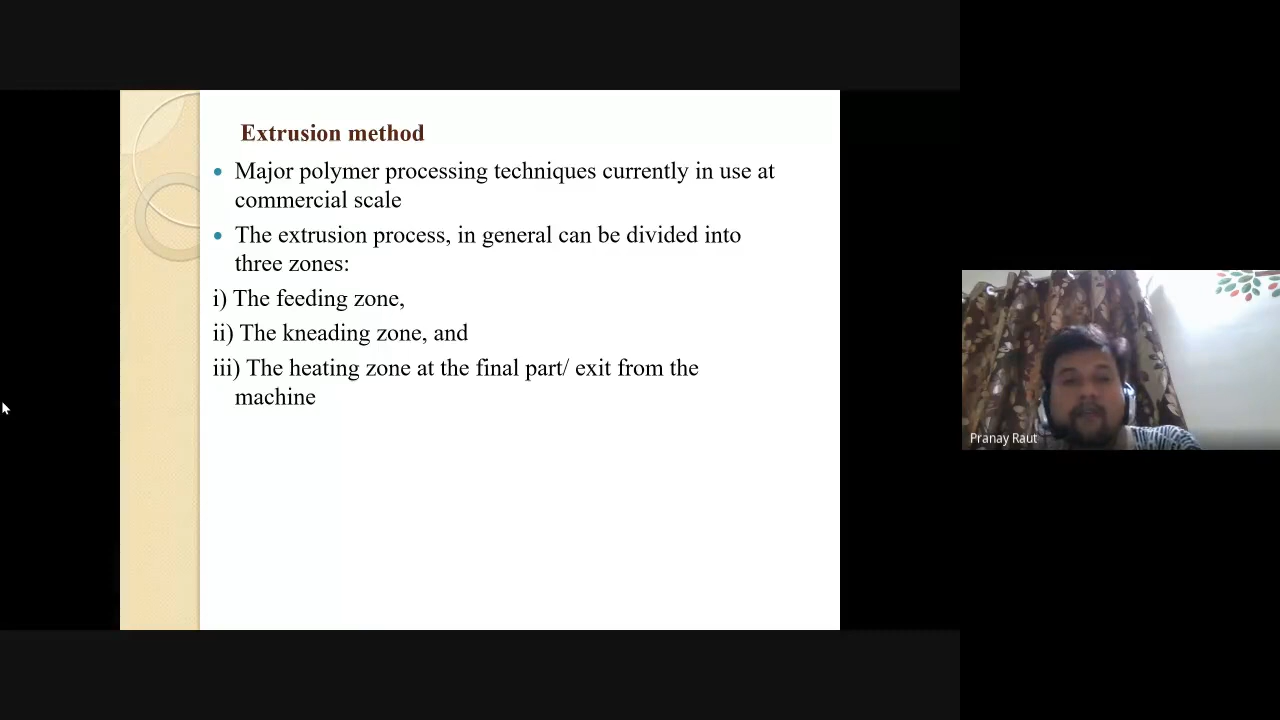 Extrusion method
• Major polymer processing techniques currently in use at
commercial scale
• The extrusion process, in general can be divided into
three zones:
i) The feeding zone,
ii) The kneading zone, and
iii) The heating zone at the final part/ exit from the
machine
Pranay Raut